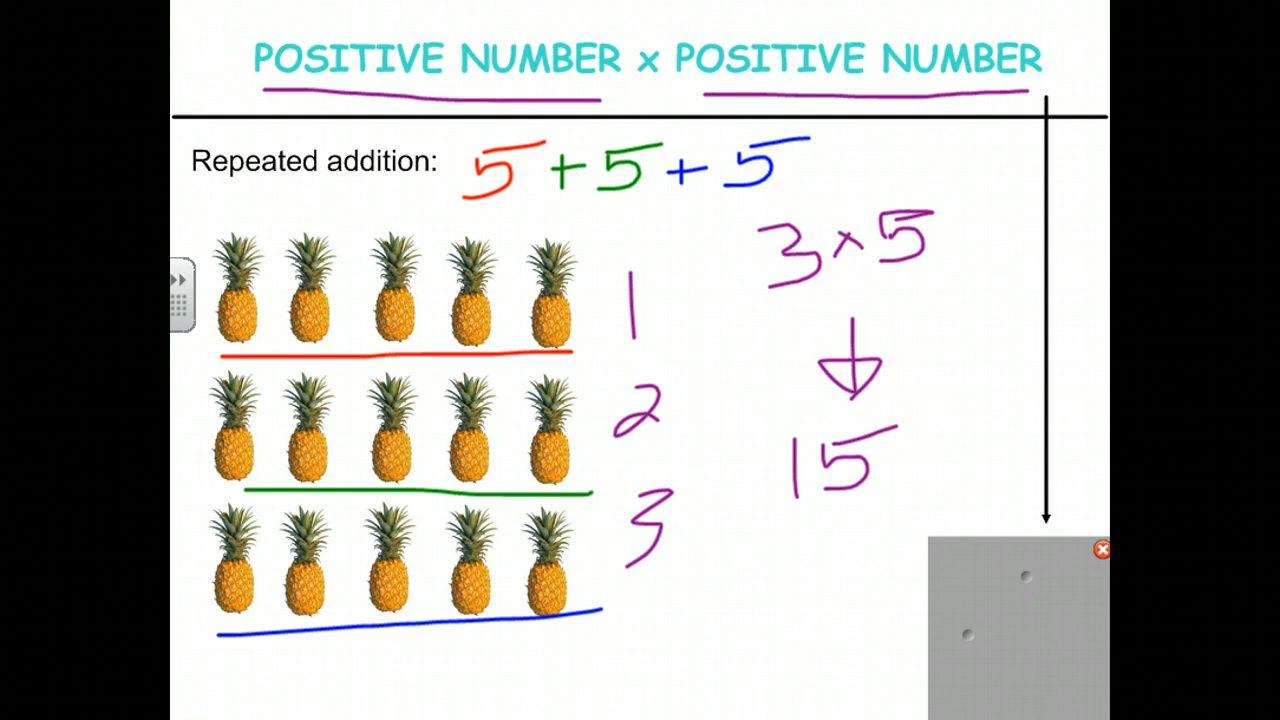 POSITIVE NUMBER x POSITIVE NUMBER
Repeated addition: 5 + 5 + 5
3 x 5
1
2
15
3